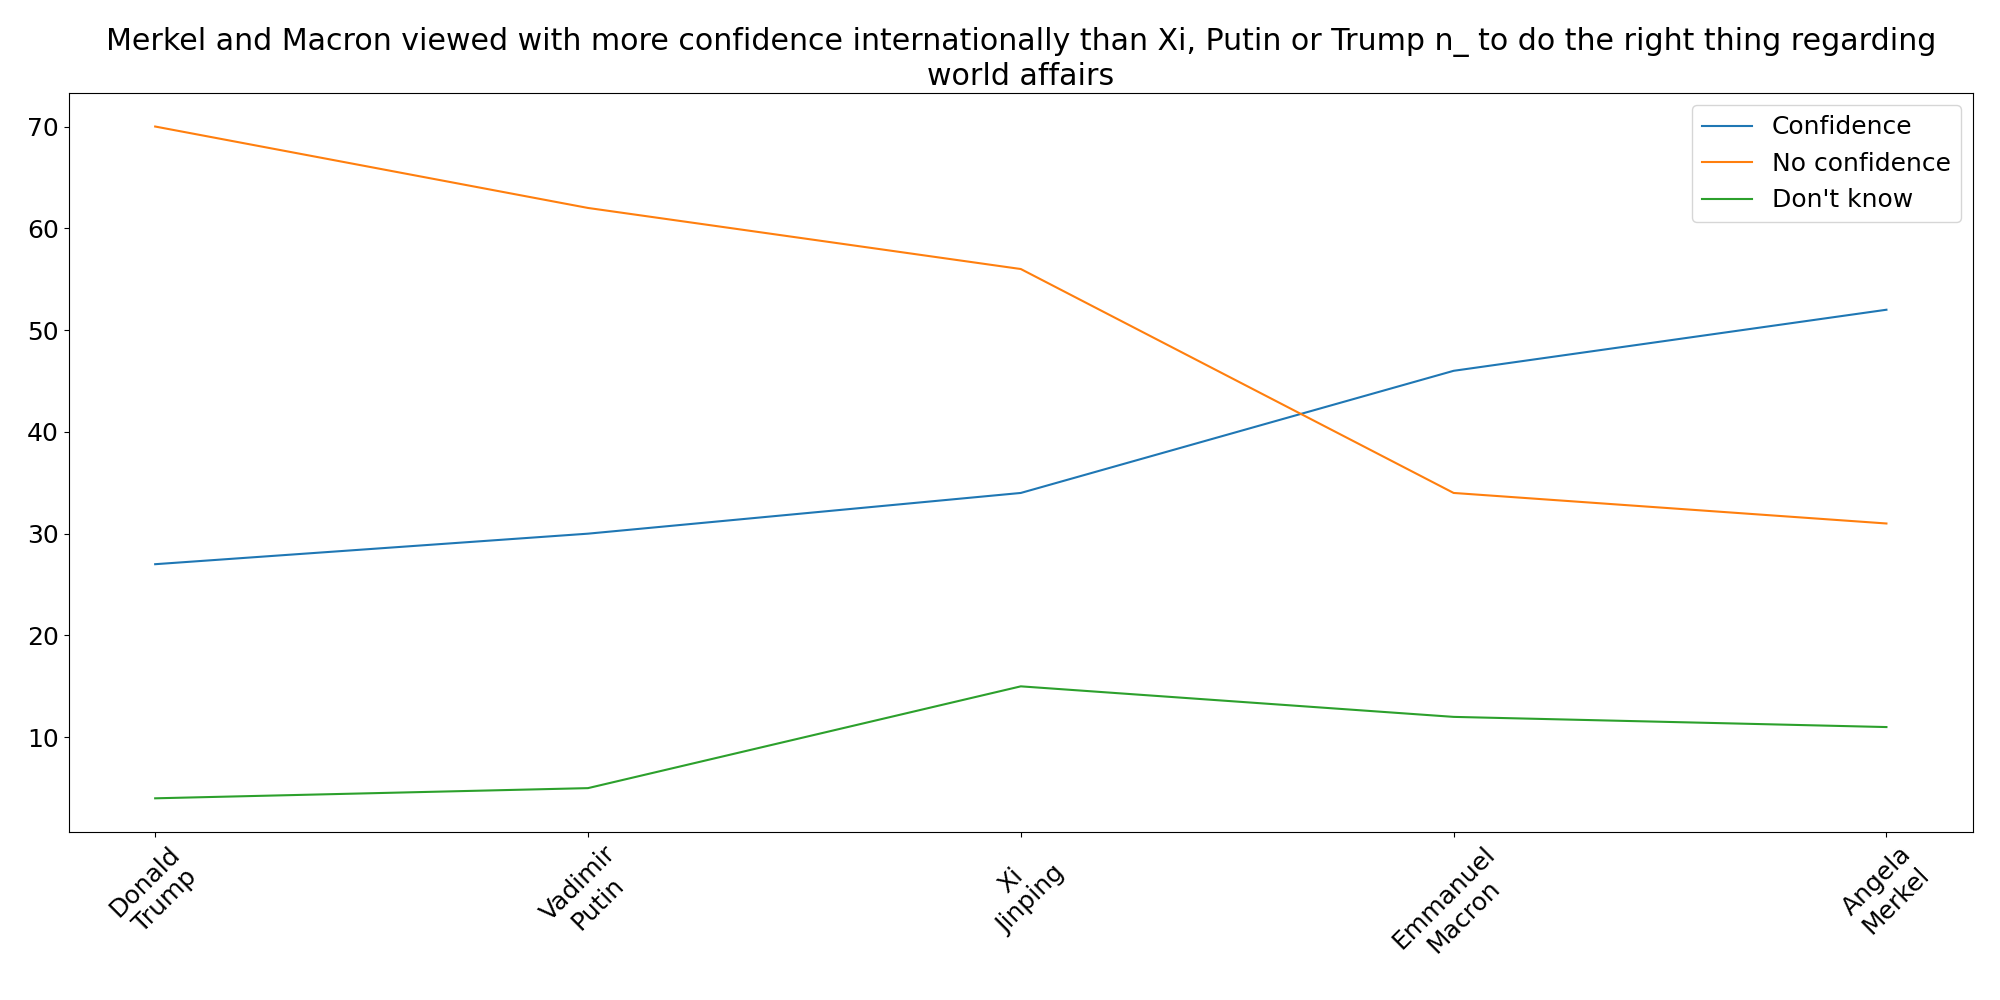 Merkel and Macron viewed with more confidence internationally than Xi, Putin or Trump n_ to do the right thing regarding
world affairs
Confidence
No confidence
Don't know
70
60
50
40
30
20
10
Donald
Trump
Vadimir
Putin
Xi
Jinping
Emmanuel
Macron
Angela
Merkel